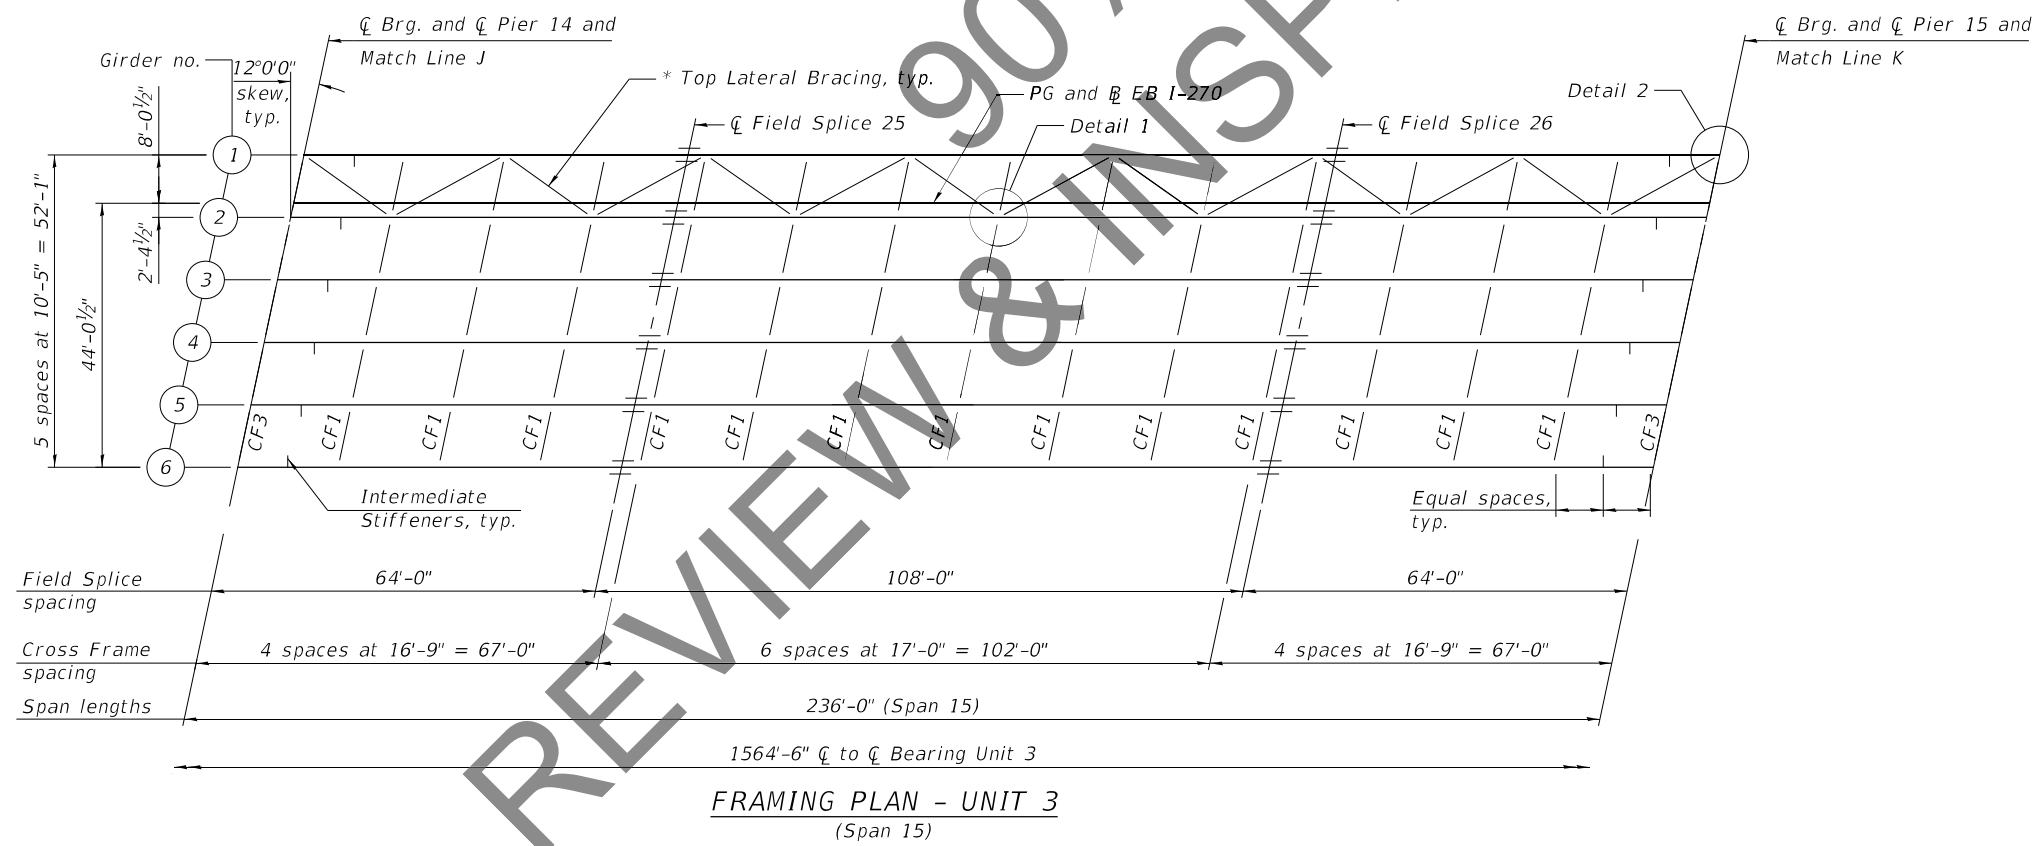 ℄ Brg. and ℄ Pier 14 and
Match Line J
℄ Brg. and ℄ Pier 15 and
Match Line K
Girder no.
12°0'0"
skew,
typ.
* Top Lateral Bracing, typ.
PG and ⅊ EB I-270
Detail 1
Detail 2
℄ Field Splice 25
℄ Field Splice 26
8'-0½"
2'-4½"
44'-0½"
5 spaces at 10'-5" = 52'-1"
1
2
3
4
5
6
CF3
CF1
CF1
CF1
CF1
CF1
CF1
CF1
CF1
CF1
CF1
CF1
CF1
CF1
CF3
Intermediate
Stiffeners, typ.
Equal spaces,
typ.
Field Splice
spacing
64'-0"
108'-0"
64'-0"
Cross Frame
spacing
4 spaces at 16'-9" = 67'-0"
6 spaces at 17'-0" = 102'-0"
4 spaces at 16'-9" = 67'-0"
Span lengths
236'-0" (Span 15)
1564'-6" ℄ to ℄ Bearing Unit 3
FRAMING PLAN - UNIT 3
(Span 15)
REVIEW & INSP
90